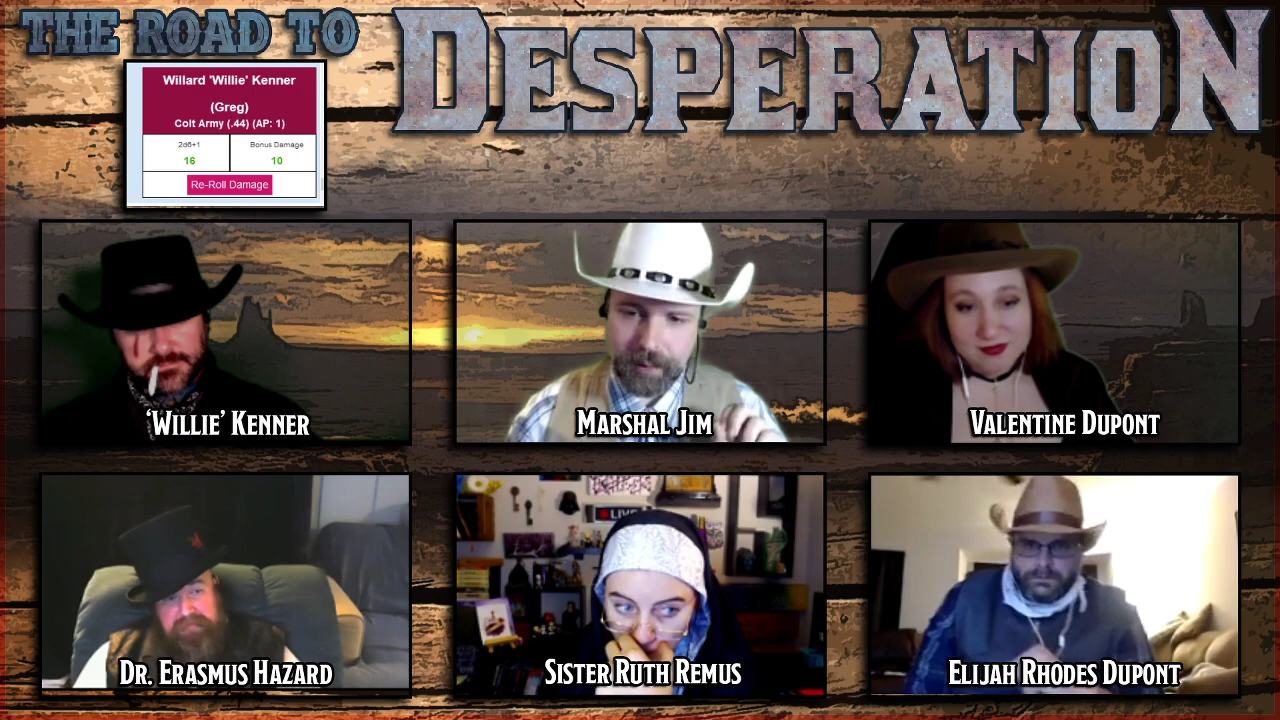 THE ROAD TO
DESPERATION
Willard 'Willie' Kenner
(Greg)
Colt Army (.44) (AP: 1)
2d6+1
Bonus Damage
16
10
Re-Roll Damage
‘WILLIE’ KENNER
MARSHAL JIM
VALENTINE DUPONT
LIVE
DR. ERASMUS HAZARD
SISTER RUTH REMUS
ELIJAH RHODES DUPONT